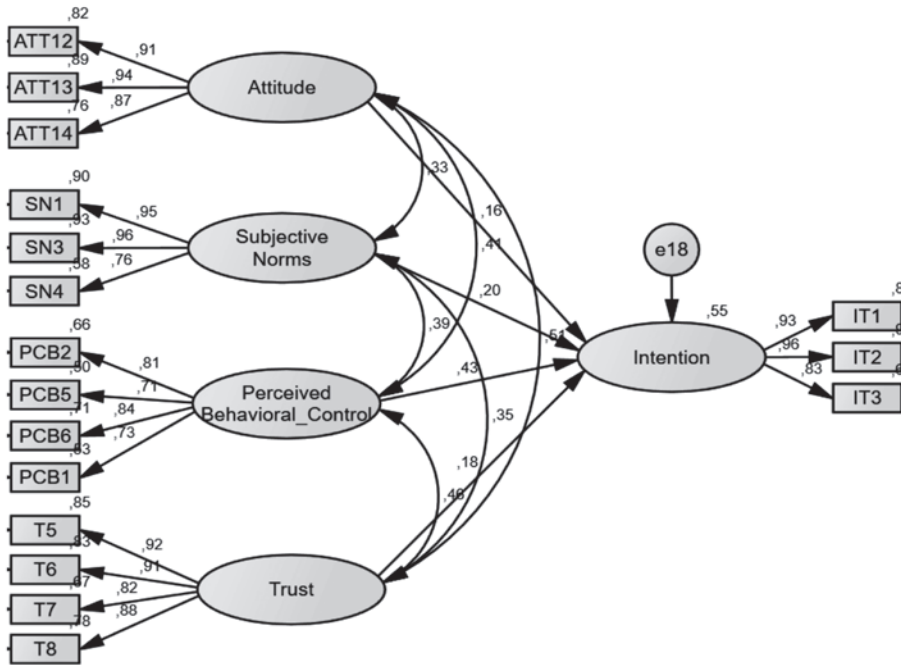 ,82
ATT12
,91
,89
ATT13
,94
,76
ATT14
,87
Attitude
,90
SN1
,95
,93
SN3
,96
,58
SN4
,76
Subjective
Norms
,66
PCB2
,81
,50
PCB5
,71
,71
PCB6
,84
,53
PCB1
,73
Perceived
Behavioral_Control
,85
T5
,92
,83
T6
,91
,67
T7
,82
,78
T8
,88
Trust
,33
,16
,41
,20
,39
,51
,43
,35
,18
,46
e18
,55
Intention
,93
IT1
,96
IT2
,83
IT3